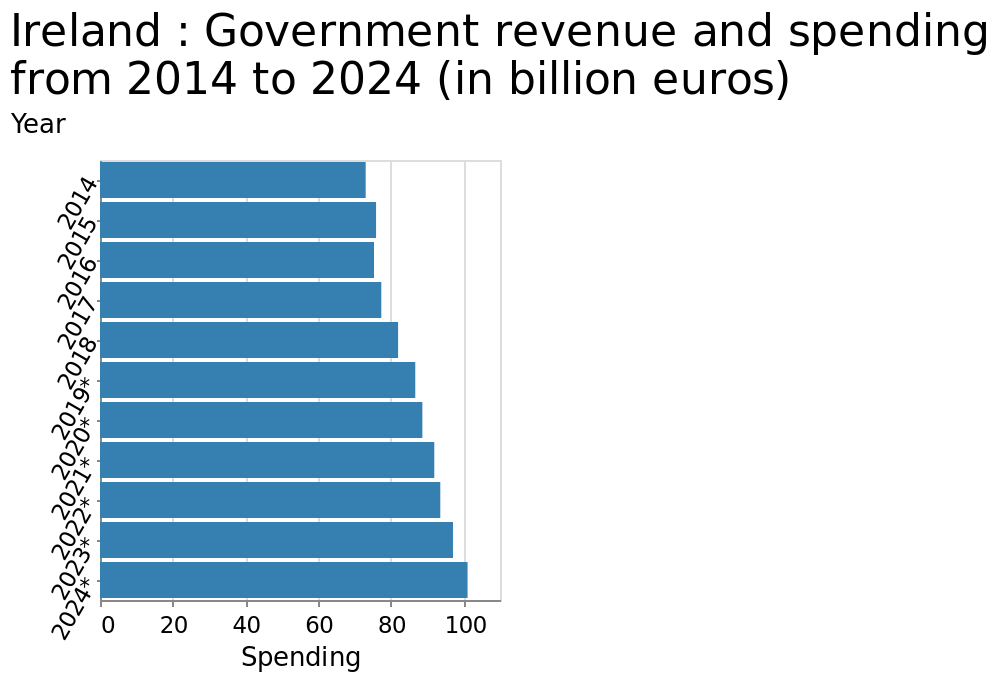 Ireland : Government revenue and spending
from 2014 to 2024 (in billion euros)
Year
2014
2015
2016
2017
2018
2019*
2020*
2021*
2022*
2023*
2024*
0 20 40 60 80 100
Spending